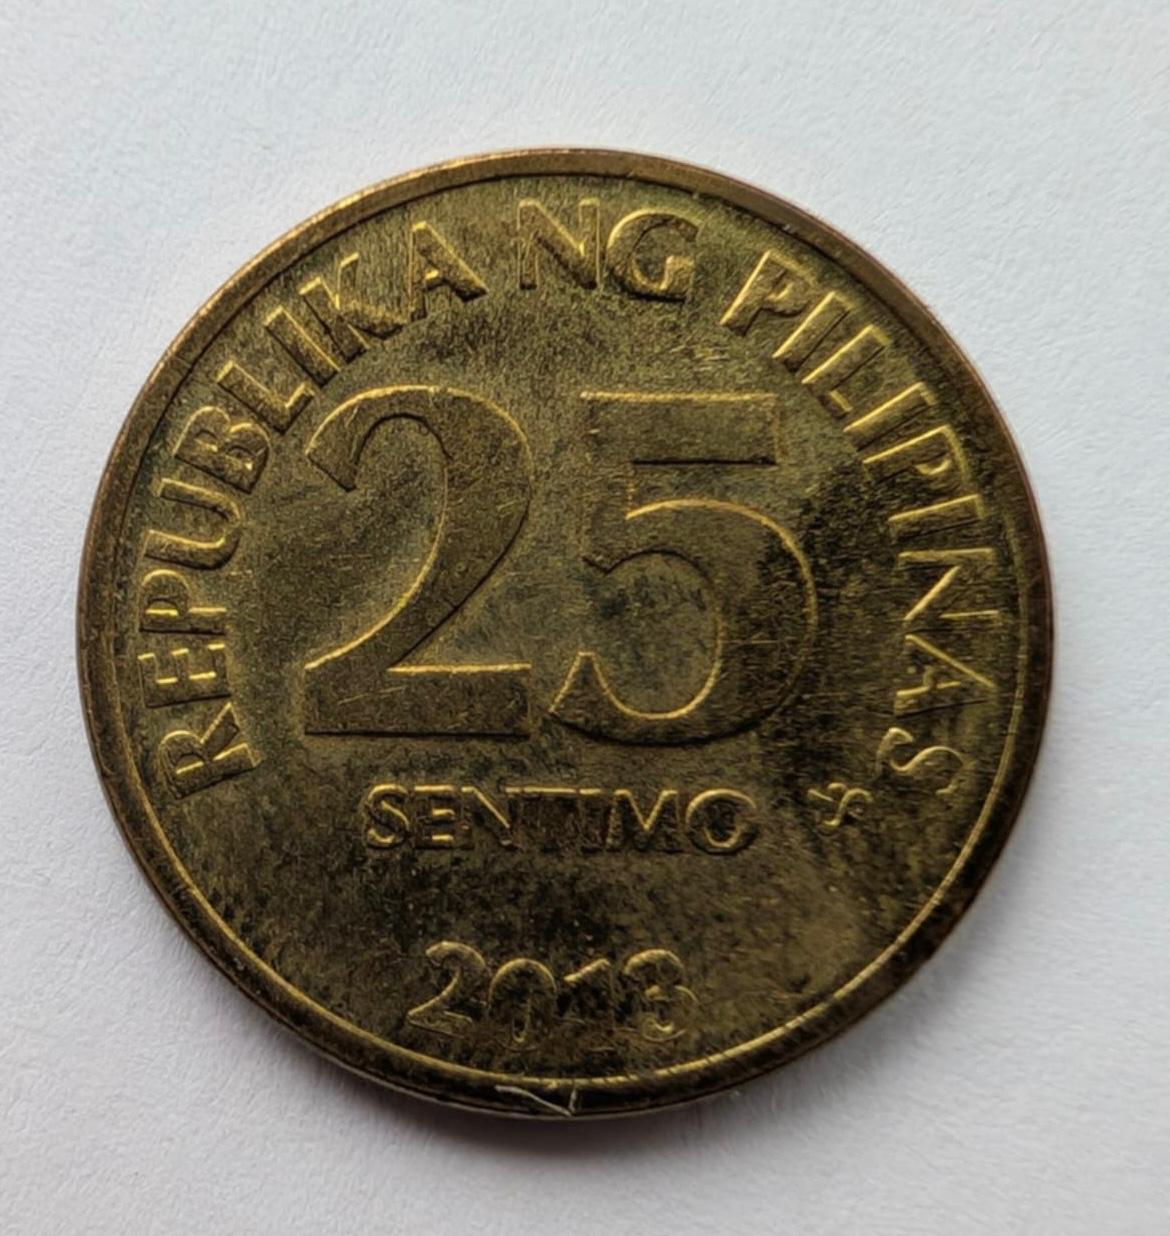 REPUBLIKA NG PILIPINAS
25
SENTIMO
2013